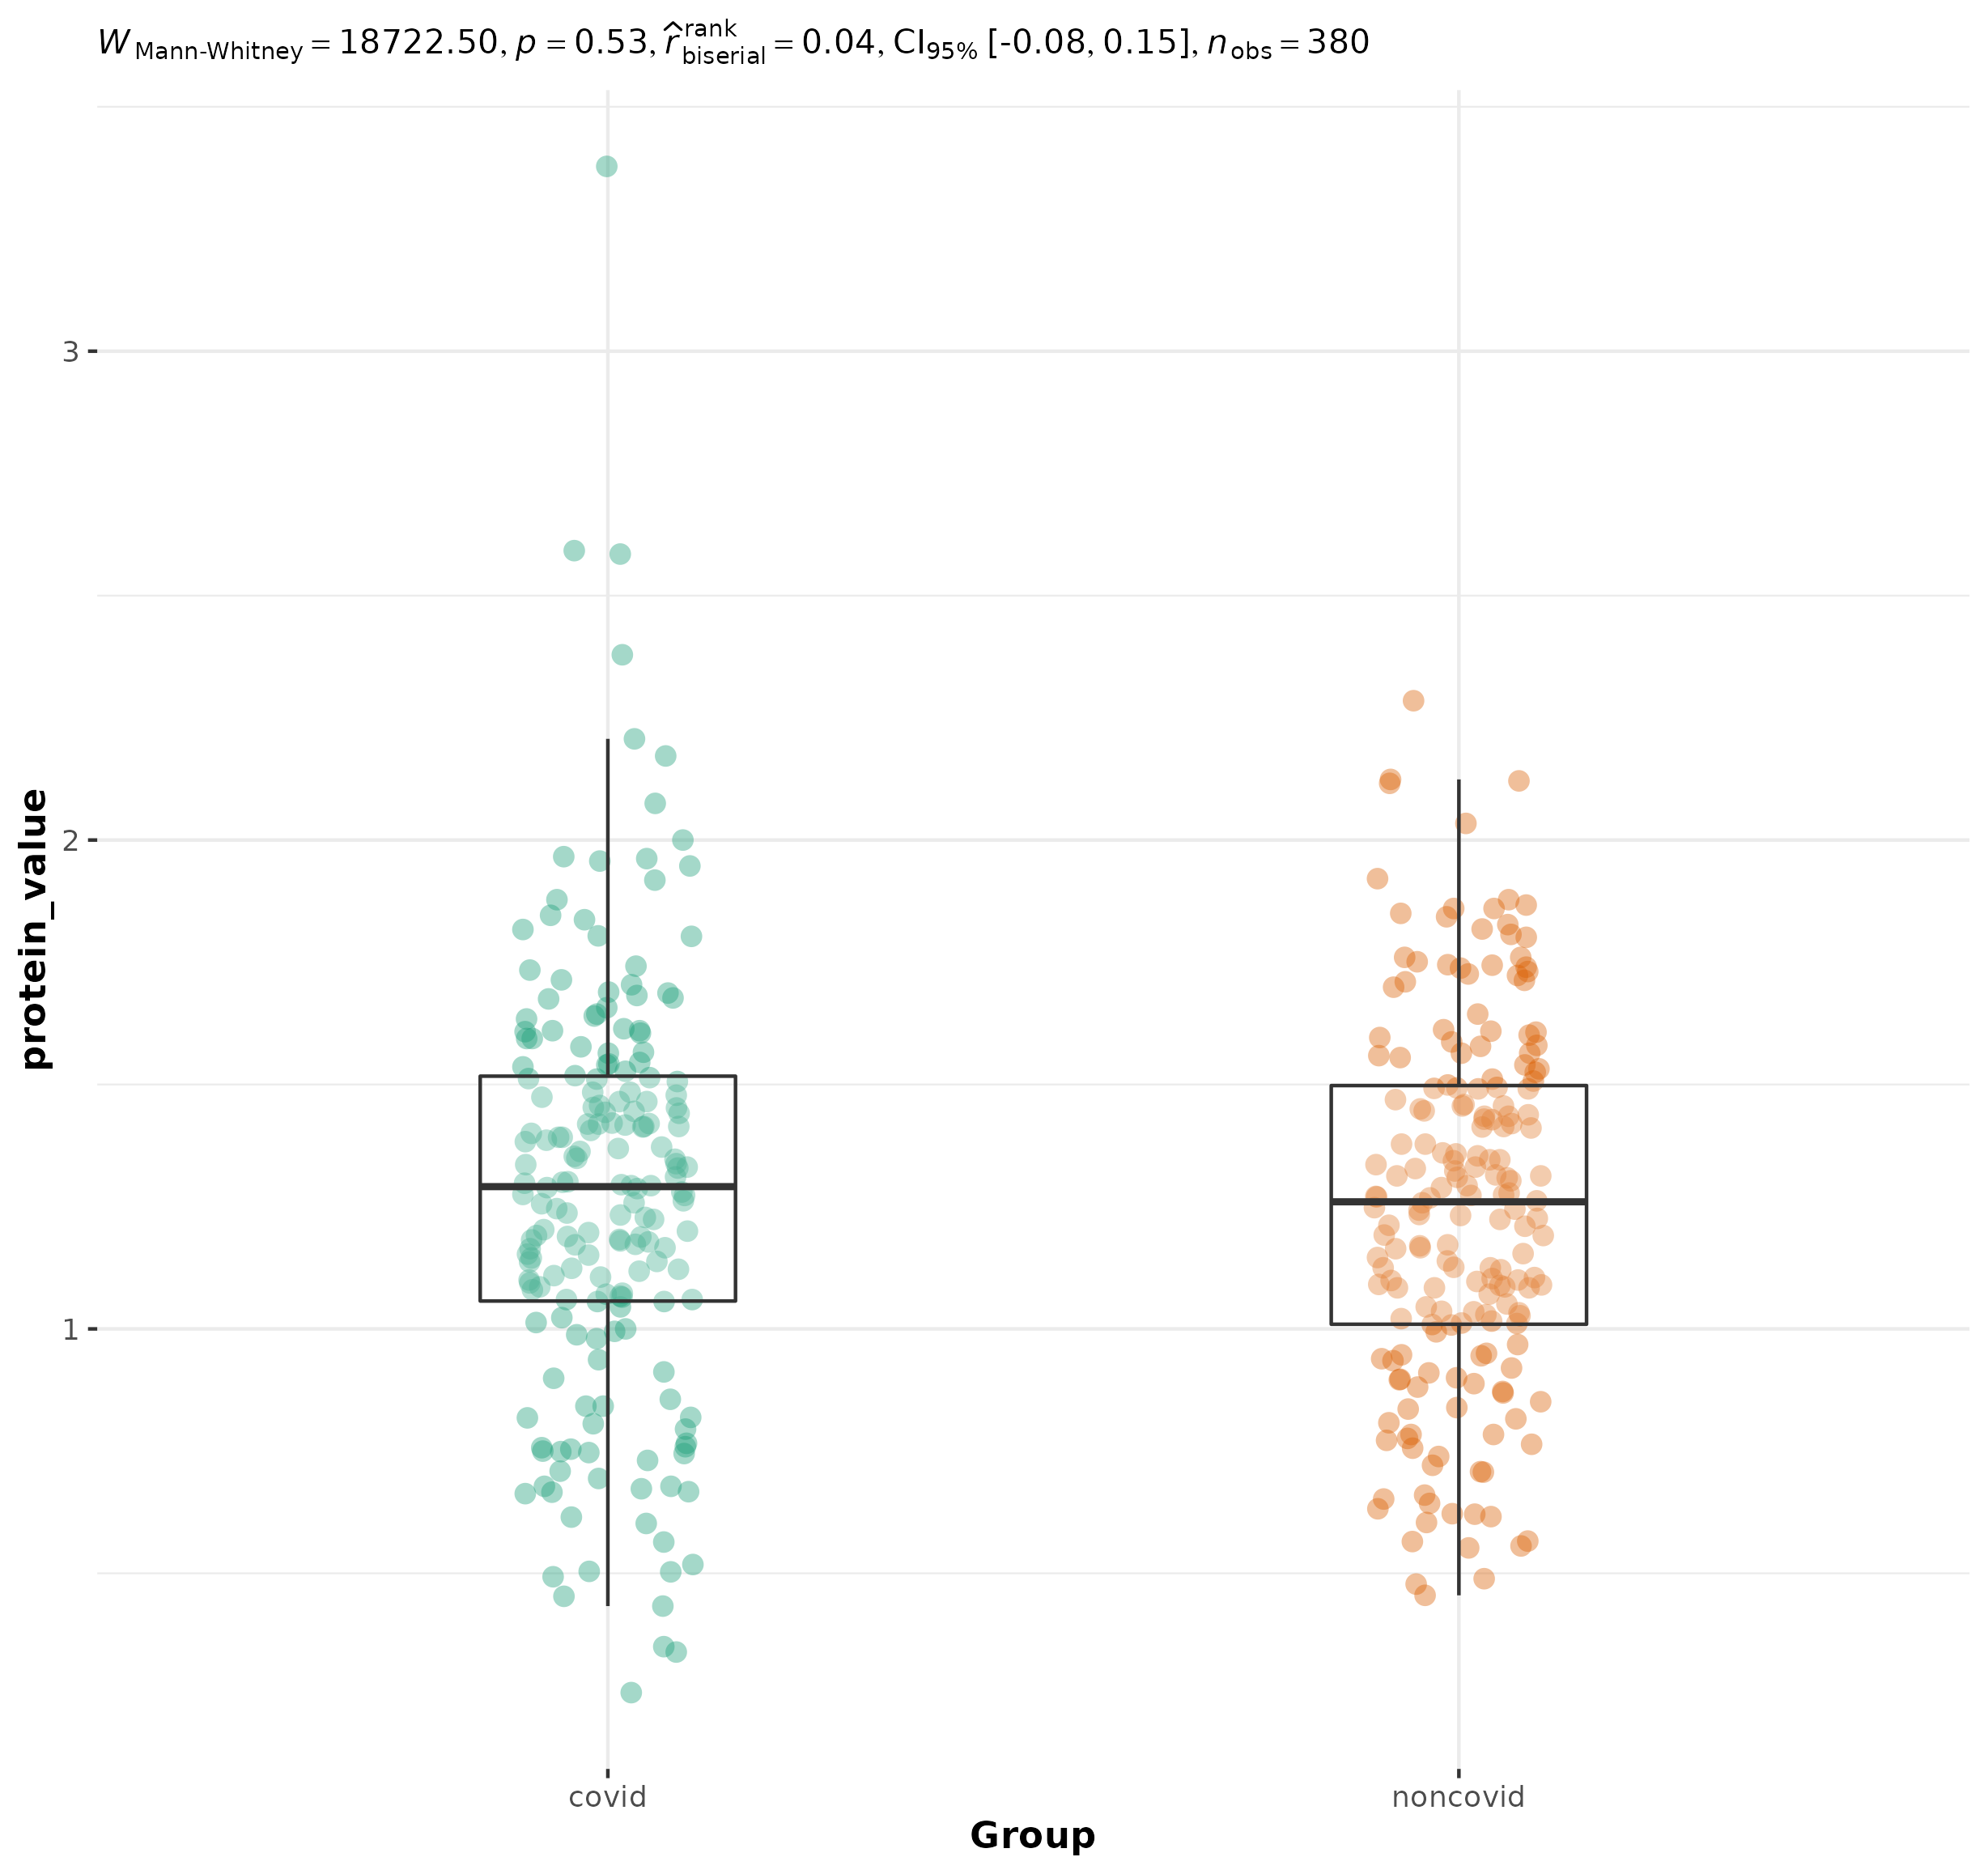 W Mann-Whitney = 18722.50, p = 0.53, r̂ rank biserial = 0.04, CI95% [-0.08, 0.15], n obs = 380
3
2
1
protein_value
covid noncovid
Group